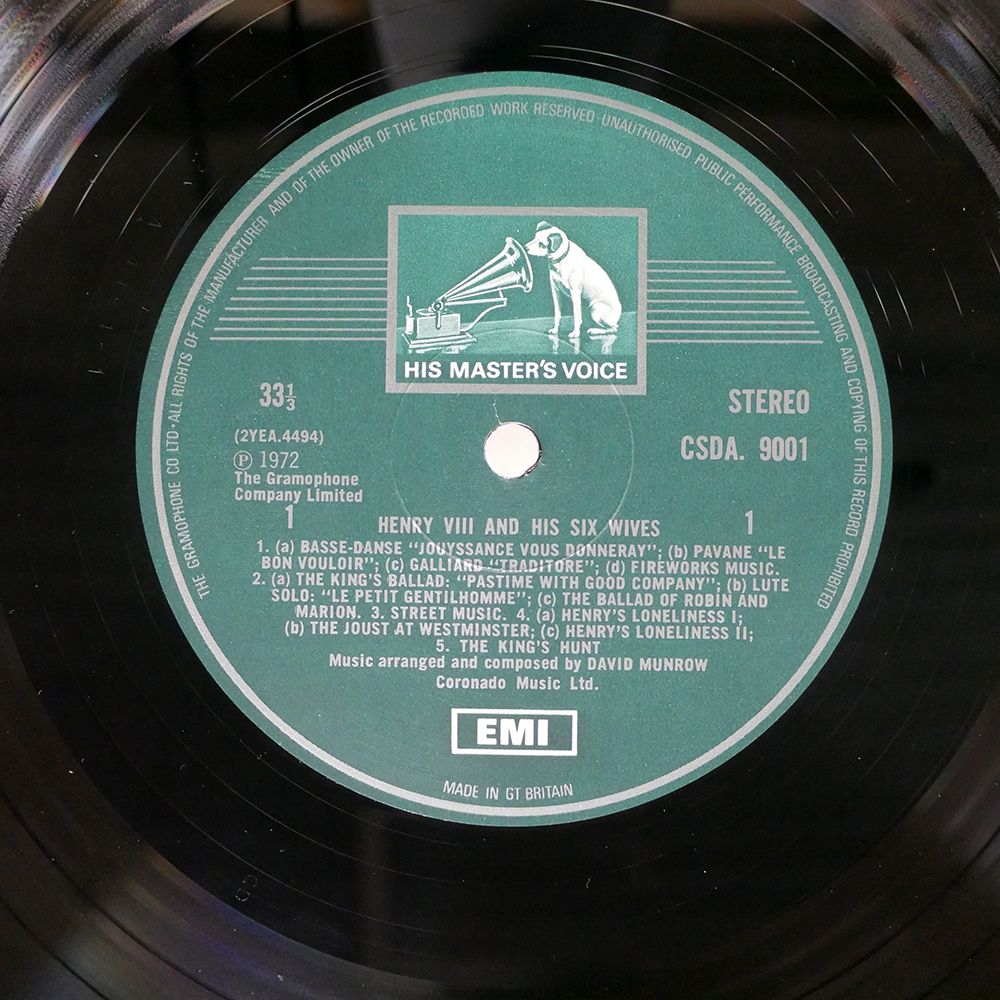 THE GRAMOPHONE CO LTD · ALL RIGHTS OF THE MANUFACTURER AND OF THE OWNER OF THE RECORDED WORK RESERVED UNAUTHORISED PUBLIC PERFORMANCE BROADCASTING AND COPYING OF THIS RECORD PROHIBITED
HIS MASTER'S VOICE
33⅓
STEREO
(2YEA.4494)
CSDA. 9001
Ⓟ 1972
The Gramophone
Company Limited
1 HENRY VIII AND HIS SIX WIVES 1
1. (a) BASSE-DANSE "JOUYSSANCE VOUS DONNERAY"; (b) PAVANE "LE
BON VOULOIR"; (c) GALLIARD "TRADITORE"; (d) FIREWORKS MUSIC.
2. (a) THE KING'S BALLAD: "PASTIME WITH GOOD COMPANY"; (b) LUTE
SOLO: "LE PETIT GENTILHOMME"; (c) THE BALLAD OF ROBIN AND
MARION. 3. STREET MUSIC. 4. (a) HENRY'S LONELINESS I;
(b) THE JOUST AT WESTMINSTER; (c) HENRY'S LONELINESS II;
5. THE KING'S HUNT
Music arranged and composed by DAVID MUNROW
Coronado Music Ltd.
EMI
MADE IN GT BRITAIN